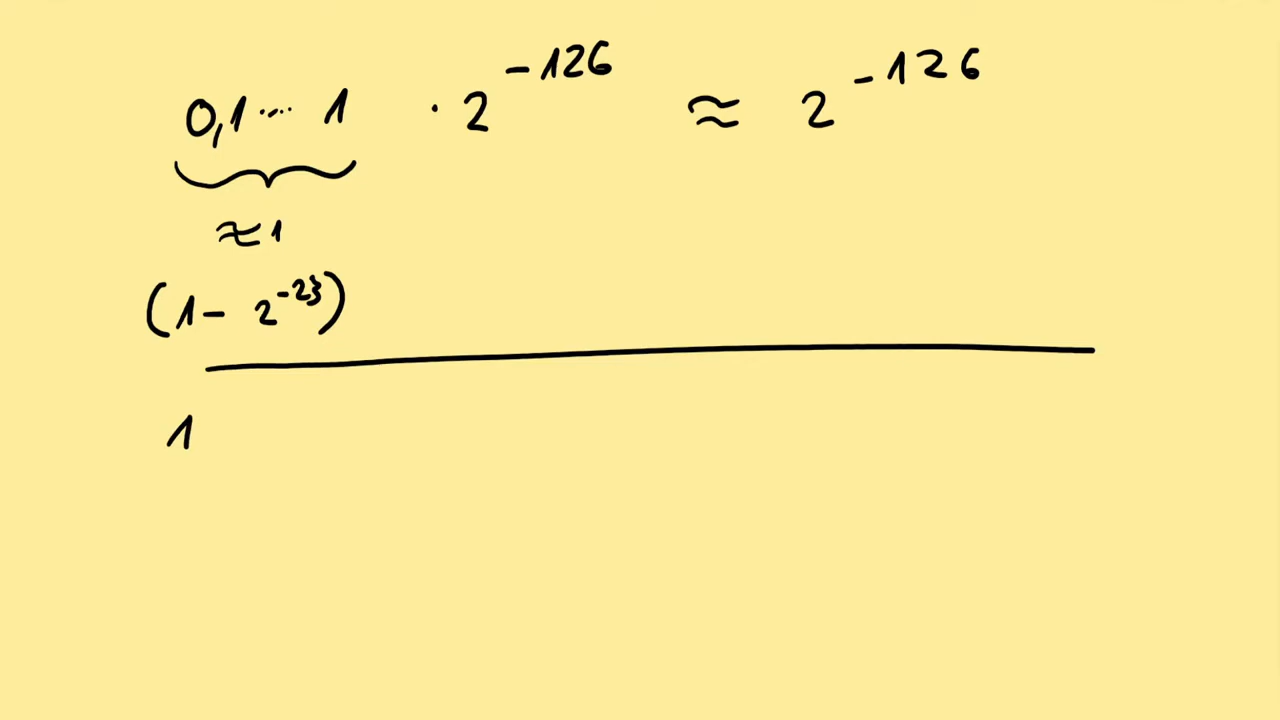 0,1.... 1 · 2^-126 ≈ 2^-126
≈1
(1- 2^-23)
1